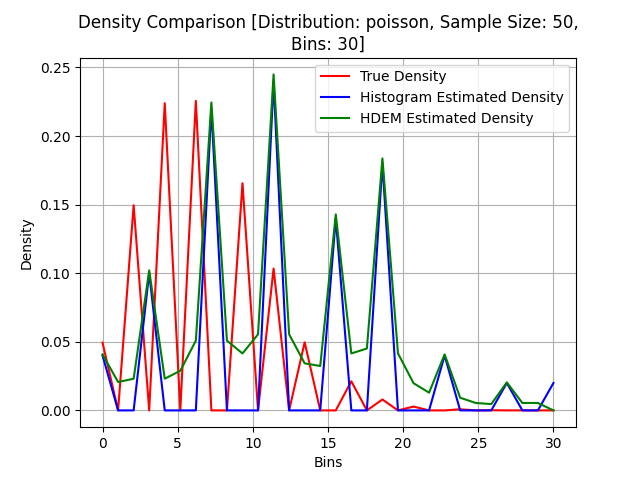 Density Comparison [Distribution: poisson, Sample Size: 50,
Bins: 30]
True Density
Histogram Estimated Density
HDEM Estimated Density
0.25
0.20
0.15
0.10
0.05
0.00
Density
0 5 10 15 20 25 30
Bins